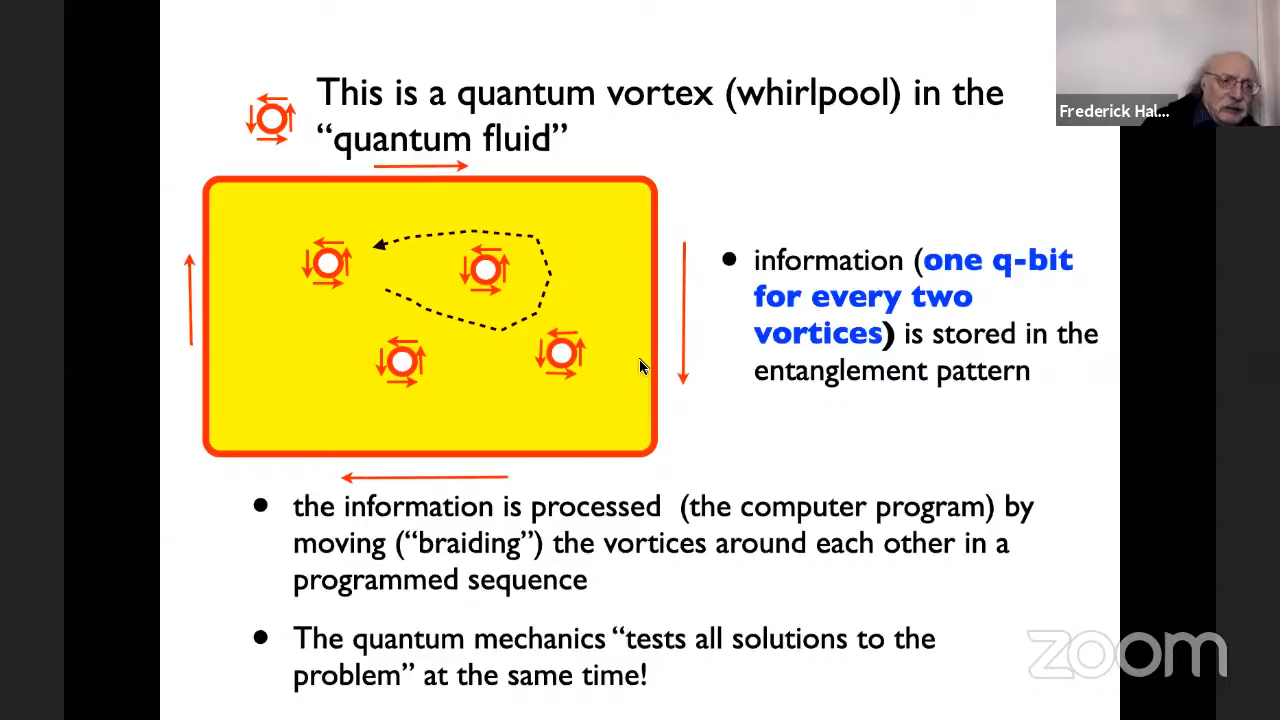 This is a quantum vortex (whirlpool) in the
“quantum fluid”
Frederick Hal...
• information (one q-bit
for every two
vortices) is stored in the
entanglement pattern
• the information is processed (the computer program) by
moving (“braiding”) the vortices around each other in a
programmed sequence
• The quantum mechanics “tests all solutions to the
problem” at the same time!
zoom